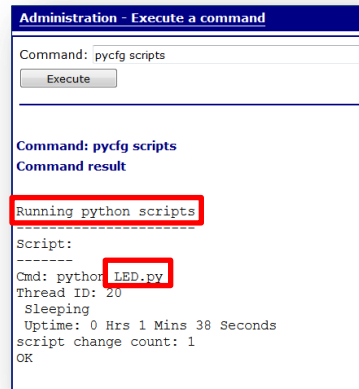 Administration - Execute a command
Command: pycfg scripts
Execute
Command: pycfg scripts
Command result
Running python scripts
----------------------
Script:
-------
Cmd: python LED.py
Thread ID: 20
Sleeping
Uptime: 0 Hrs 1 Mins 38 Seconds
script change count: 1
OK